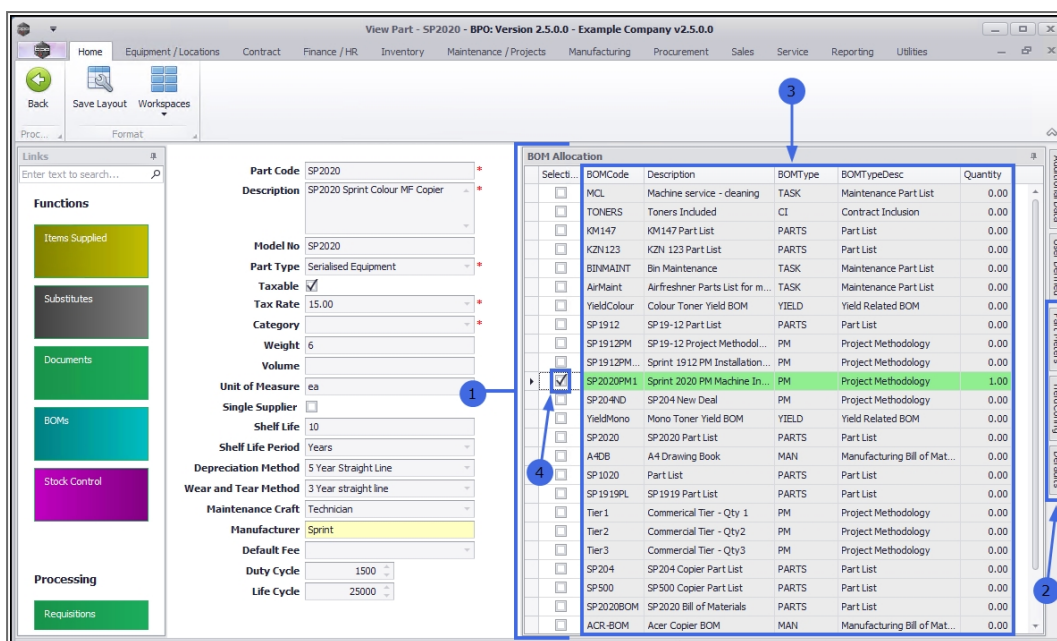 View Part - SP2020 - BPO: Version 2.5.0.0 - Example Company v2.5.0.0
Home Equipment / Locations Contract Finance / HR Inventory Maintenance / Projects Manufacturing Procurement Sales Service Reporting Utilities
Back Save Layout Workspaces
Proc... Format
3
Links
Enter text to search...
Functions
Items Supplied
Substitutes
Documents
BOMs
Stock Control
Processing
Requisitions
Part Code SP2020 *
Description SP2020 Sprint Colour MF Copier *
Model No SP2020
Part Type Serialised Equipment *
Taxable
Tax Rate 15.00 *
Category *
Weight 6
Volume
Unit of Measure ea
Single Supplier
Shelf Life 10
Shelf Life Period Years
Depreciation Method 5 Year Straight Line
Wear and Tear Method 3 Year straight line
Maintenance Craft Technician
Manufacturer Sprint
Default Fee
Duty Cycle 1500
Life Cycle 25000
1
BOM Allocation
Selecti... BOMCode Description BOMType BOMTypeDesc Quantity
MCL Machine service - cleaning TASK Maintenance Part List 0.00
TONERS Toners Included CI Contract Inclusion 0.00
KM147 KM147 Part List PARTS Part List 0.00
KZN123 KZN 123 Part List PARTS Part List 0.00
BINMAINT Bin Maintenance TASK Maintenance Part List 0.00
AirMaint Airfreshner Parts List for m... TASK Maintenance Part List 0.00
YieldColour Colour Toner Yield BOM YIELD Yield Related BOM 0.00
SP1912 SP19-12 Part List PARTS Part List 0.00
SP1912PM SP19-12 Project Methodol... PM Project Methodology 0.00
SP1912PM... Sprint 1912 PM Installation... PM Project Methodology 0.00
SP2020PM1 Sprint 2020 PM Machine In... PM Project Methodology 1.00
SP204ND SP204 New Deal PM Project Methodology 0.00
YieldMono Mono Toner Yield BOM YIELD Yield Related BOM 0.00
SP2020 SP2020 Part List PARTS Part List 0.00
A4DB A4 Drawing Book MAN Manufacturing Bill of Mat... 0.00
SP1020 Part List PARTS Part List 0.00
SP1919PL SP1919 Part List PARTS Part List 0.00
Tier1 Commerical Tier - Qty 1 PM Project Methodology 0.00
Tier2 Commercial Tier - Qty2 PM Project Methodology 0.00
Tier3 Commercial Tier - Qty3 PM Project Methodology 0.00
SP204 SP204 Copier Part List PARTS Part List 0.00
SP500 SP500 Copier Part List PARTS Part List 0.00
SP2020BOM SP2020 Bill of Materials PARTS Part List 0.00
ACR-BOM Acer Copier BOM MAN Manufacturing Bill of Mat... 0.00
4
2
Additional Data
User Defined